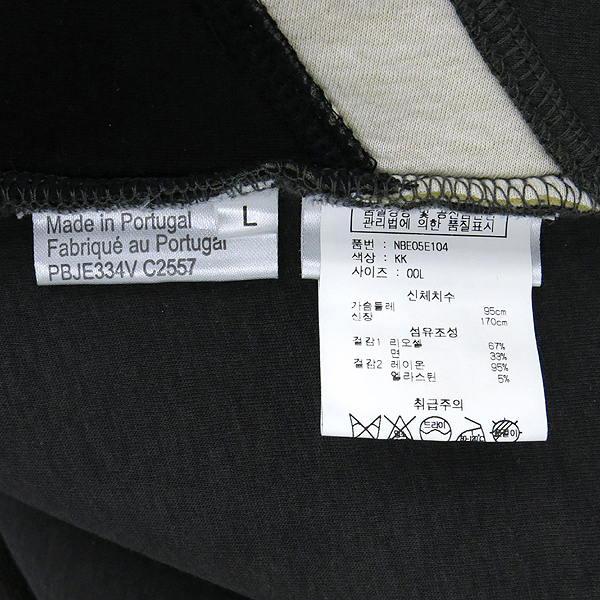 Made in Portugal
L
Fabriqué au Portugal
PBJE334V C2557
관리법에 의한 품질표시
품번 : NBE05E104
색상 : KK
사이즈 : 00L
신체치수
가슴둘레 95cm
신장 170cm
섬유조성
겉감1 리오셀 67%
면 33%
겉감2 레이온 95%
엘라스틴 5%
취급주의
드라이